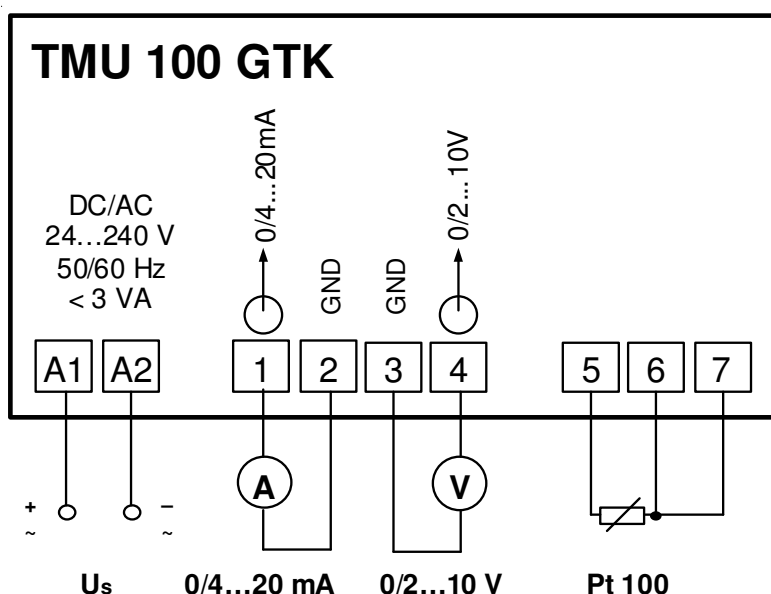 TMU 100 GTK
DC/AC
24...240 V
50/60 Hz
< 3 VA
0/4...20mA
GND
GND
0/2...10V
A1 A2 1 2 3 4 5 6 7
A V
+ –
~ ~
Us 0/4...20 mA 0/2...10 V Pt 100